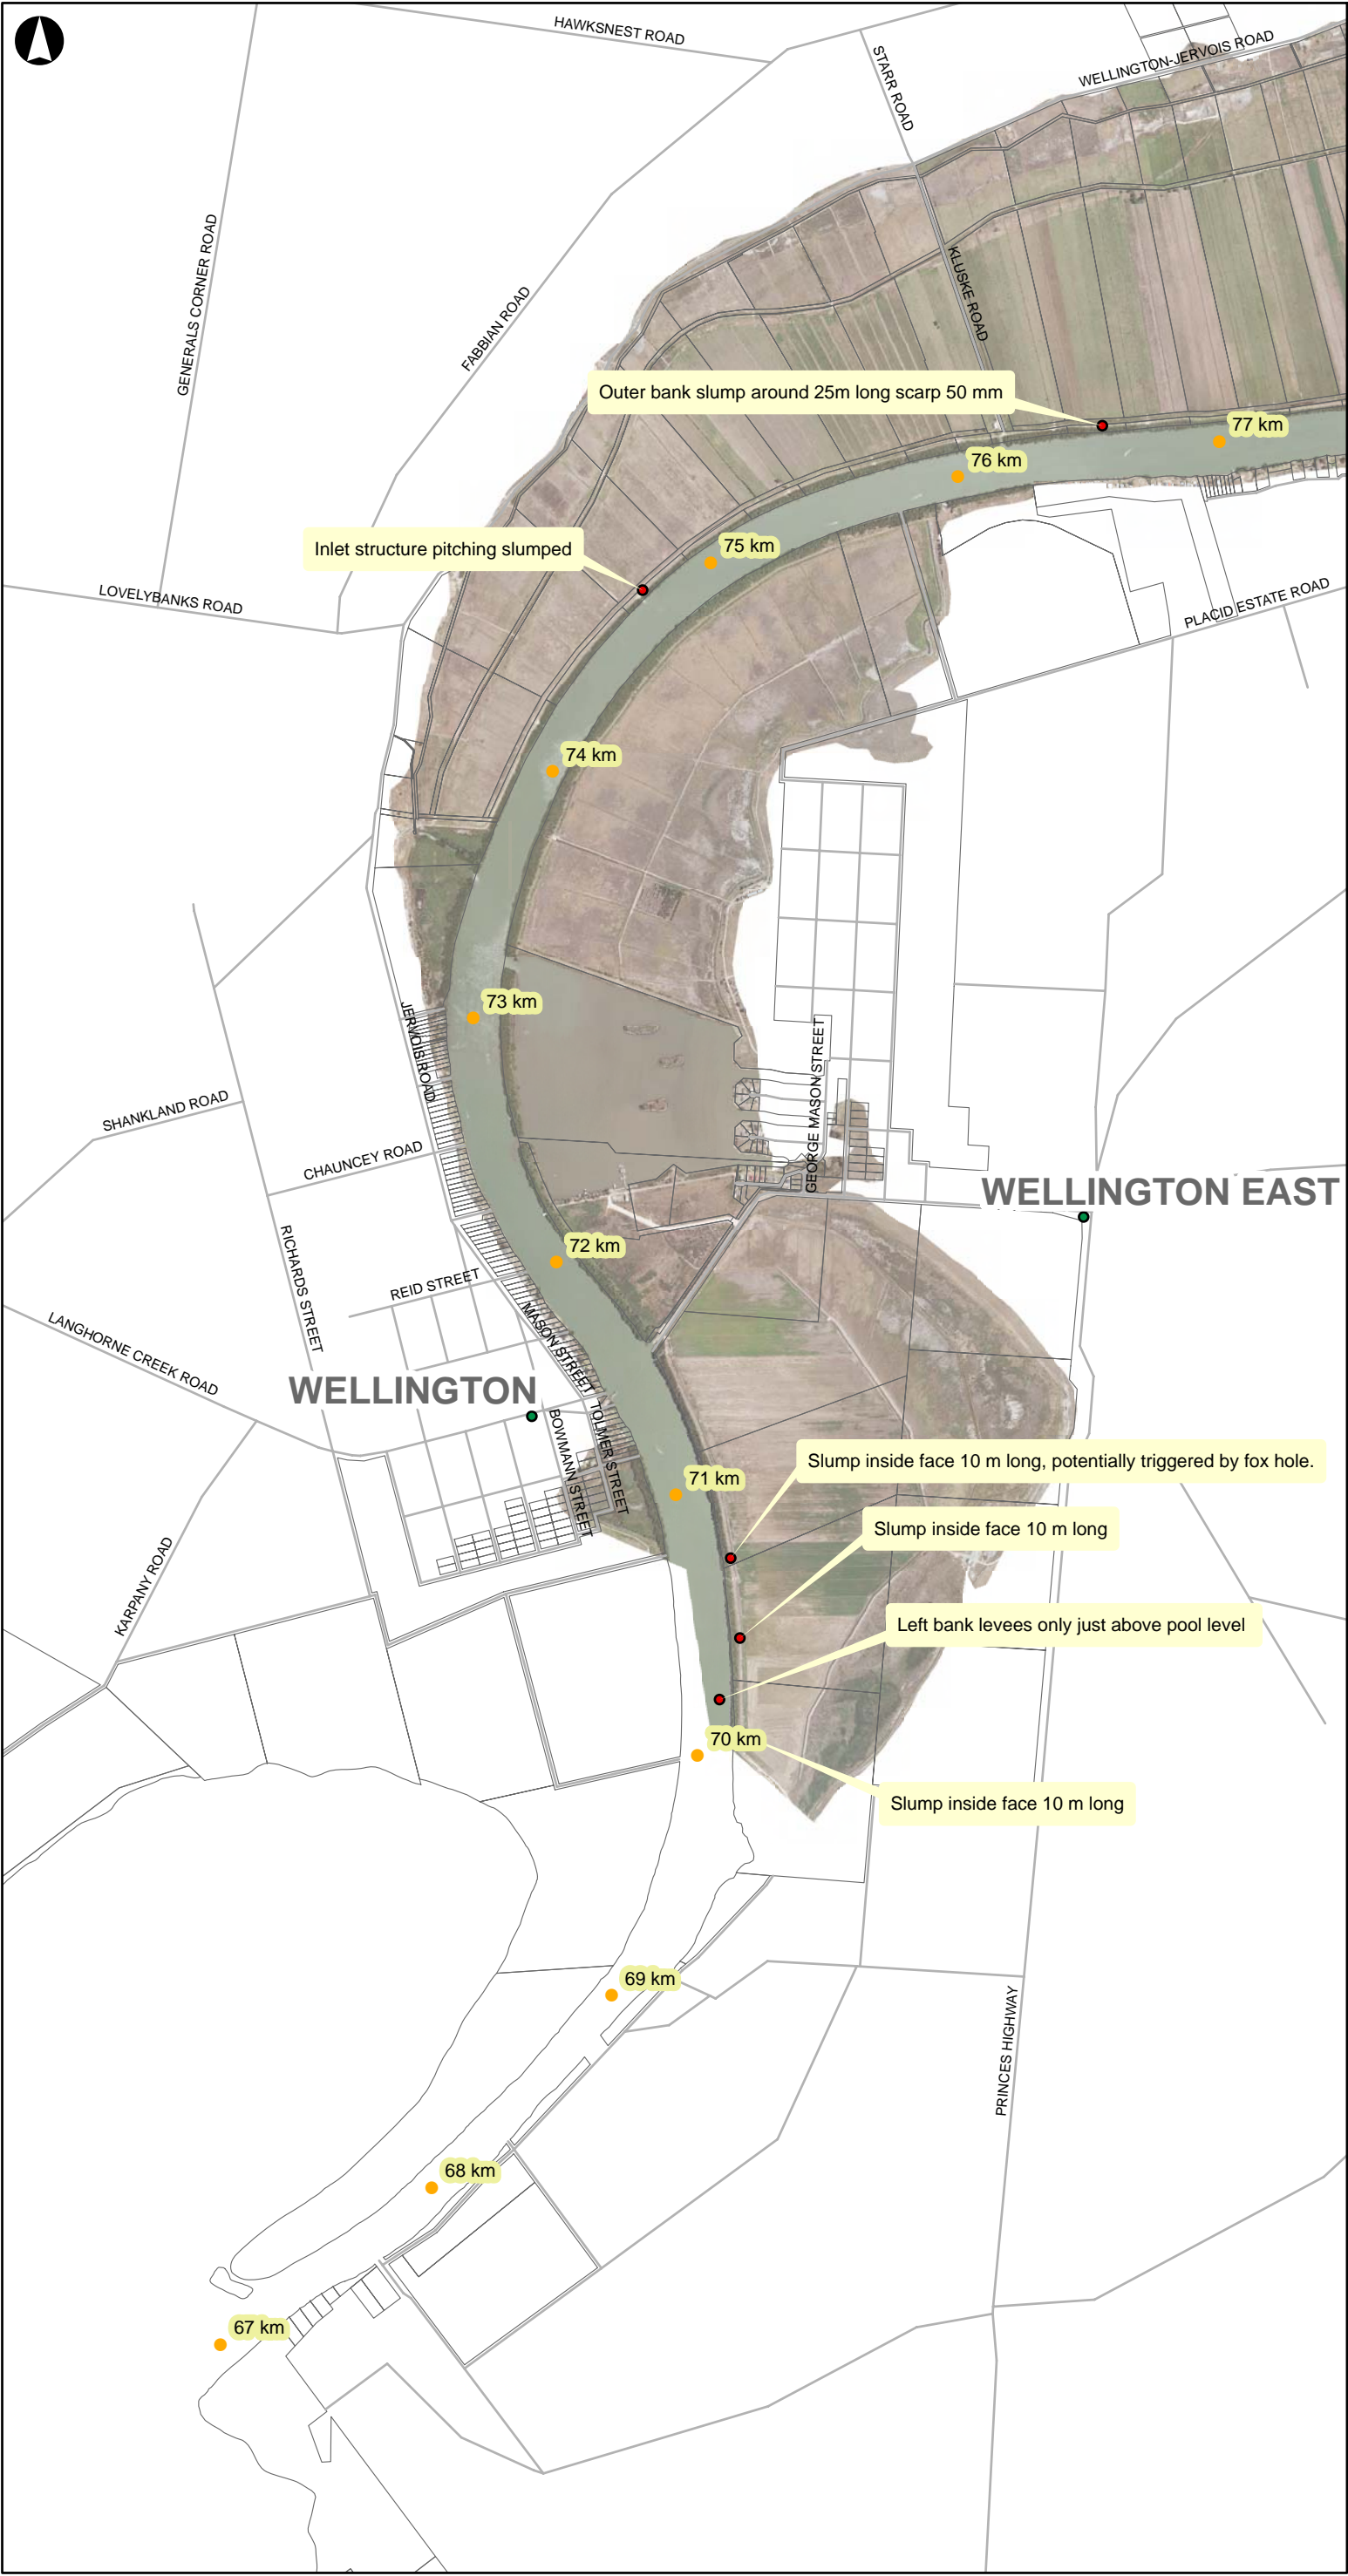 HAWKSNEST ROAD
STARR ROAD
WELLINGTON-JERVOIS ROAD
GENERALS CORNER ROAD
FABBIAN ROAD
KLUSKE ROAD
Outer bank slump around 25m long scarp 50 mm
77 km
76 km
Inlet structure pitching slumped
75 km
LOVELYBANKS ROAD
PLACID ESTATE ROAD
74 km
73 km
JERVOIS ROAD
GEORGE MASON STREET
SHANKLAND ROAD
CHAUNCEY ROAD
WELLINGTON EAST
RICHARDS STREET
72 km
REID STREET
MASON STREET
LANGHORNE CREEK ROAD
WELLINGTON
BOWMANN STREET
TOLMER STREET
Slump inside face 10 m long, potentially triggered by fox hole.
71 km
Slump inside face 10 m long
KARPANY ROAD
Left bank levees only just above pool level
70 km
Slump inside face 10 m long
69 km
PRINCES HIGHWAY
68 km
67 km